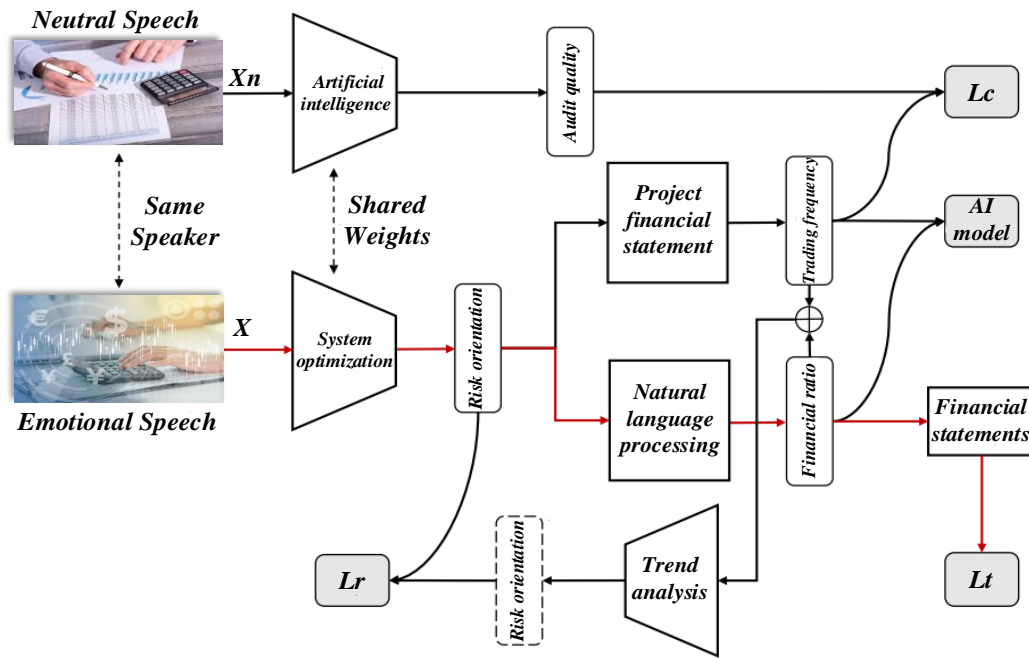 Neutral Speech
Xn
Artificial
intelligence
Audit quality
Lc
Same
Speaker
Shared
Weights
Project
financial
statement
Trading frequency
AI
model
X
System
optimization
Risk orientation
Natural
language
processing
Financial ratio
Financial
statements
Emotional Speech
Lr
Risk orientation
Trend
analysis
Lt